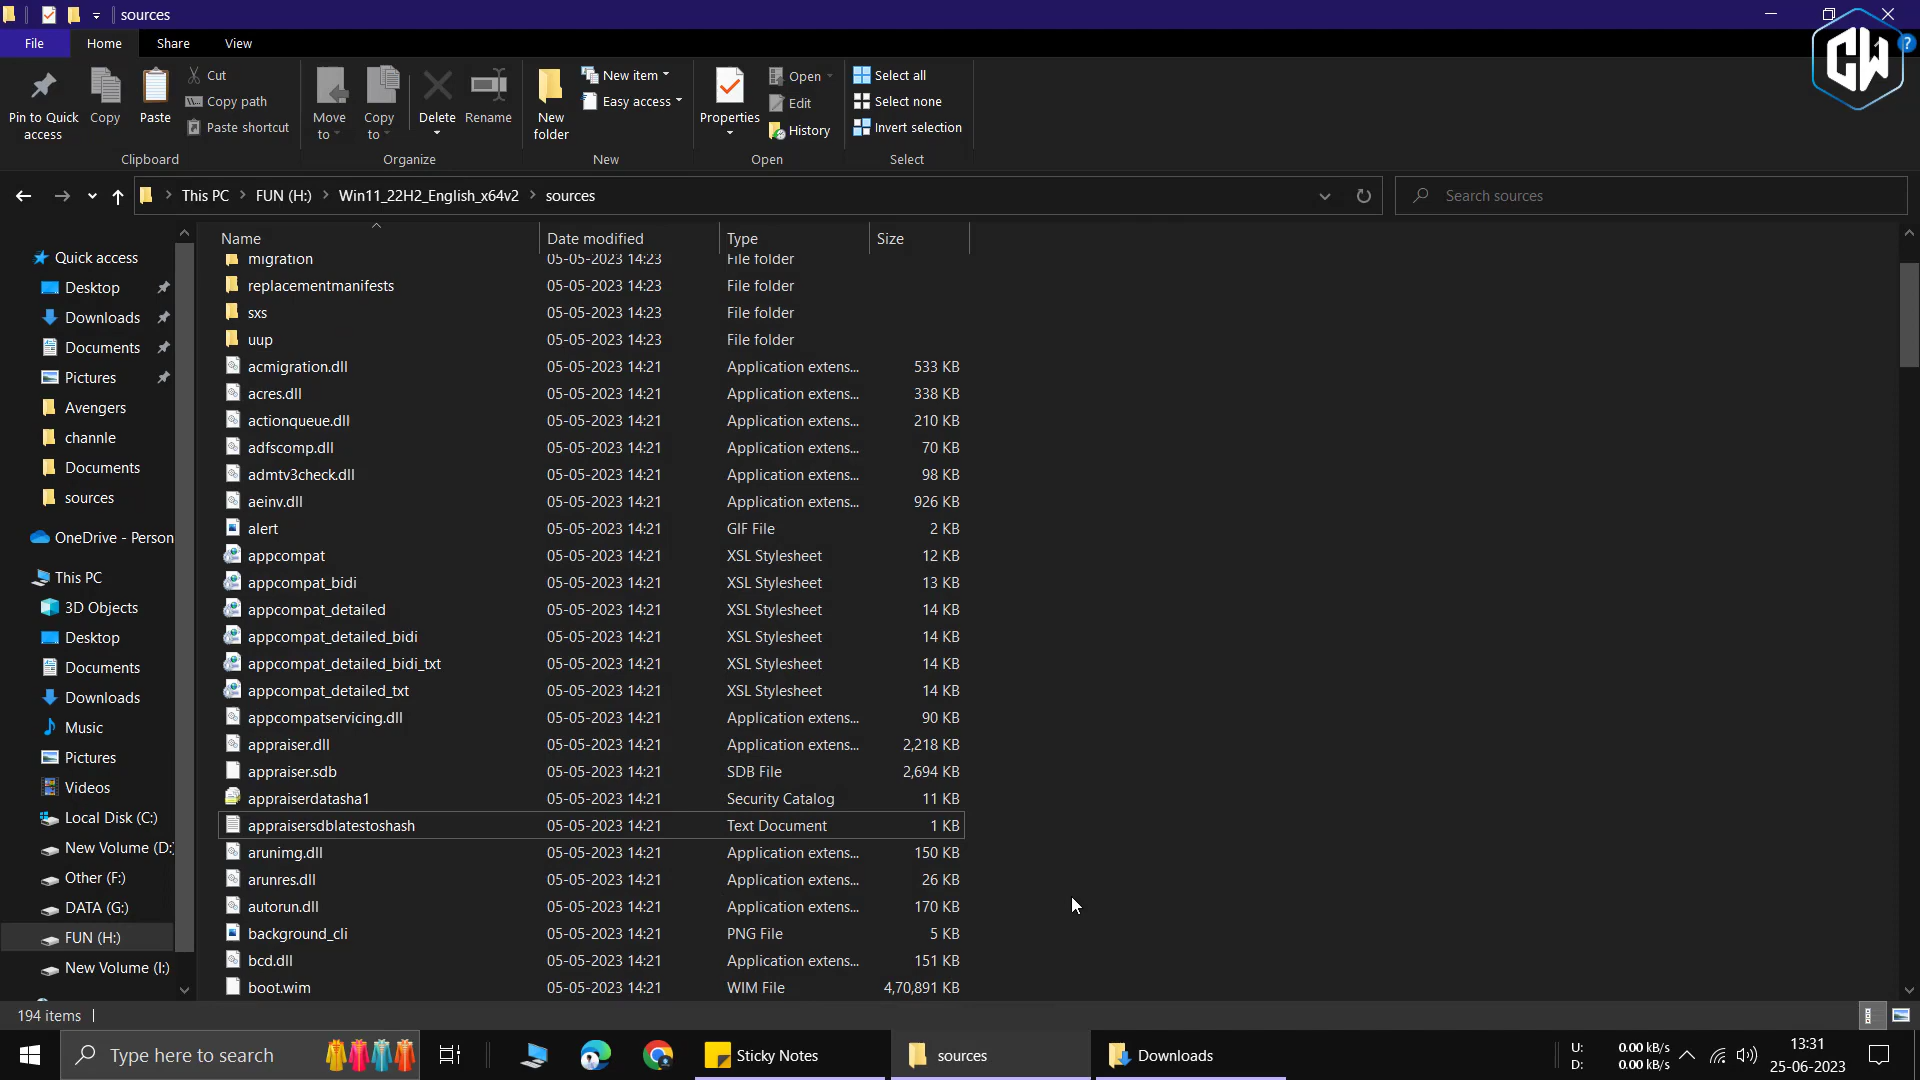 sources
File Home Share View
Pin to Quick access
Copy
Paste
Cut
Copy path
Paste shortcut
Clipboard
Move to
Copy to
Delete
Rename
Organize
New folder
New item
Easy access
New
Properties
Open
Edit
History
Open
Select all
Select none
Invert selection
Select
CW
?
This PC > FUN (H:) > Win11_22H2_English_x64v2 > sources
Search sources
Quick access
Desktop
Downloads
Documents
Pictures
Avengers
channle
Documents
sources
OneDrive - Person
This PC
3D Objects
Desktop
Documents
Downloads
Music
Pictures
Videos
Local Disk (C:)
New Volume (D:)
Other (F:)
DATA (G:)
FUN (H:)
New Volume (I:)
Name Date modified Type Size
migration 05-05-2023 14:23 File folder
replacementmanifests 05-05-2023 14:23 File folder
sxs 05-05-2023 14:23 File folder
uup 05-05-2023 14:23 File folder
acmigration.dll 05-05-2023 14:21 Application extens... 533 KB
acres.dll 05-05-2023 14:21 Application extens... 338 KB
actionqueue.dll 05-05-2023 14:21 Application extens... 210 KB
adfscomp.dll 05-05-2023 14:21 Application extens... 70 KB
admtv3check.dll 05-05-2023 14:21 Application extens... 98 KB
aeinv.dll 05-05-2023 14:21 Application extens... 926 KB
alert 05-05-2023 14:21 GIF File 2 KB
appcompat 05-05-2023 14:21 XSL Stylesheet 12 KB
appcompat_bidi 05-05-2023 14:21 XSL Stylesheet 13 KB
appcompat_detailed 05-05-2023 14:21 XSL Stylesheet 14 KB
appcompat_detailed_bidi 05-05-2023 14:21 XSL Stylesheet 14 KB
appcompat_detailed_bidi_txt 05-05-2023 14:21 XSL Stylesheet 14 KB
appcompat_detailed_txt 05-05-2023 14:21 XSL Stylesheet 14 KB
appcompatservicing.dll 05-05-2023 14:21 Application extens... 90 KB
appraiser.dll 05-05-2023 14:21 Application extens... 2,218 KB
appraiser.sdb 05-05-2023 14:21 SDB File 2,694 KB
appraiserdatasha1 05-05-2023 14:21 Security Catalog 11 KB
appraisersdblatestoshash 05-05-2023 14:21 Text Document 1 KB
arunimg.dll 05-05-2023 14:21 Application extens... 150 KB
arunres.dll 05-05-2023 14:21 Application extens... 26 KB
autorun.dll 05-05-2023 14:21 Application extens... 170 KB
background_cli 05-05-2023 14:21 PNG File 5 KB
bcd.dll 05-05-2023 14:21 Application extens... 151 KB
boot.wim 05-05-2023 14:21 WIM File 4,70,891 KB
194 items
Type here to search
Sticky Notes
sources
Downloads
U: 0.00 kB/s
D: 0.00 kB/s
13:31
25-06-2023